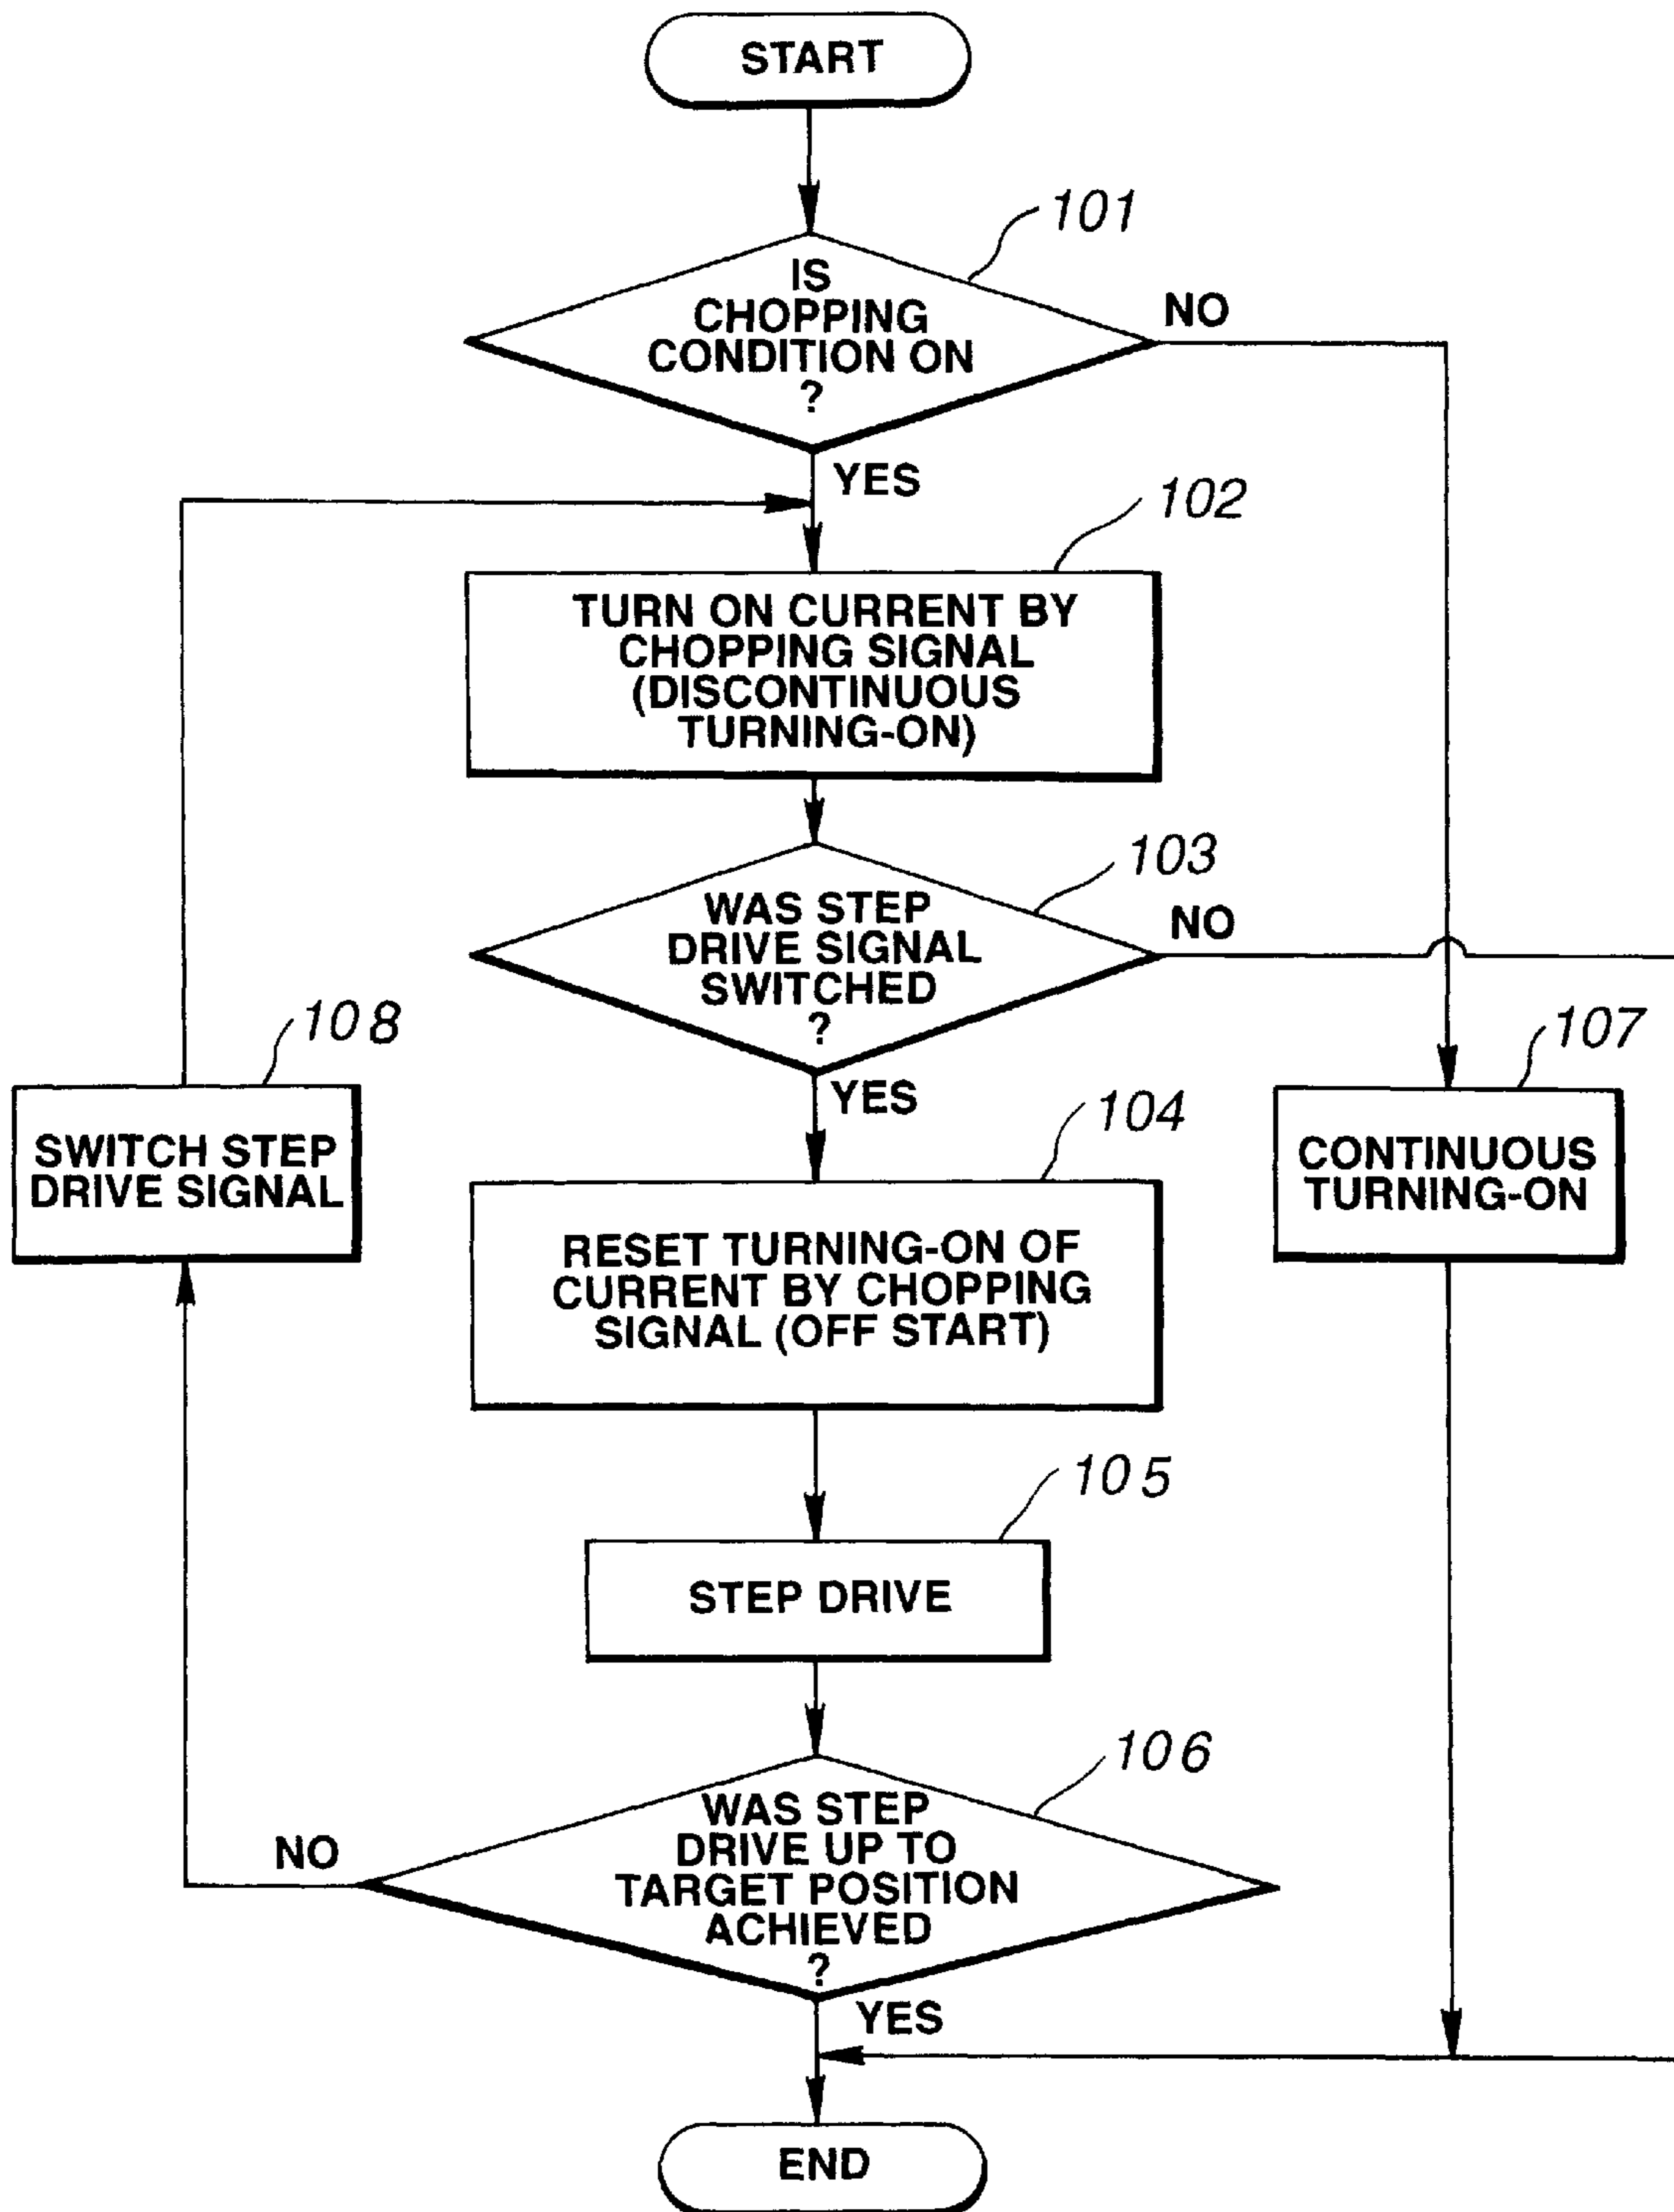 START
101
IS
CHOPPING
CONDITION ON
?
NO
YES
102
TURN ON CURRENT BY
CHOPPING SIGNAL
(DISCONTINUOUS
TURNING-ON)
103
WAS STEP
DRIVE SIGNAL
SWITCHED
?
NO
YES
108
SWITCH STEP
DRIVE SIGNAL
107
CONTINUOUS
TURNING-ON
104
RESET TURNING-ON OF
CURRENT BY CHOPPING
SIGNAL (OFF START)
105
STEP DRIVE
106
WAS STEP
DRIVE UP TO
TARGET POSITION
ACHIEVED
?
NO
YES
END